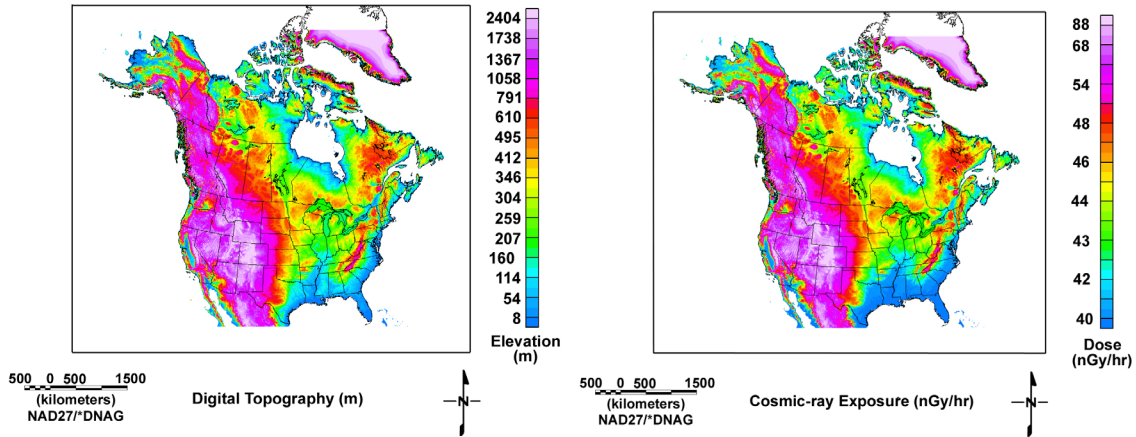 2404
1738
1367
1058
791
610
495
412
346
304
259
207
160
114
54
8
Elevation
(m)
500 0 500 1500
(kilometers)
NAD27/*DNAG
Digital Topography (m)
-N-
88
68
54
48
46
44
43
42
40
Dose
(nGy/hr)
500 0 500 1500
(kilometers)
NAD27/*DNAG
Cosmic-ray Exposure (nGy/hr)
-N-